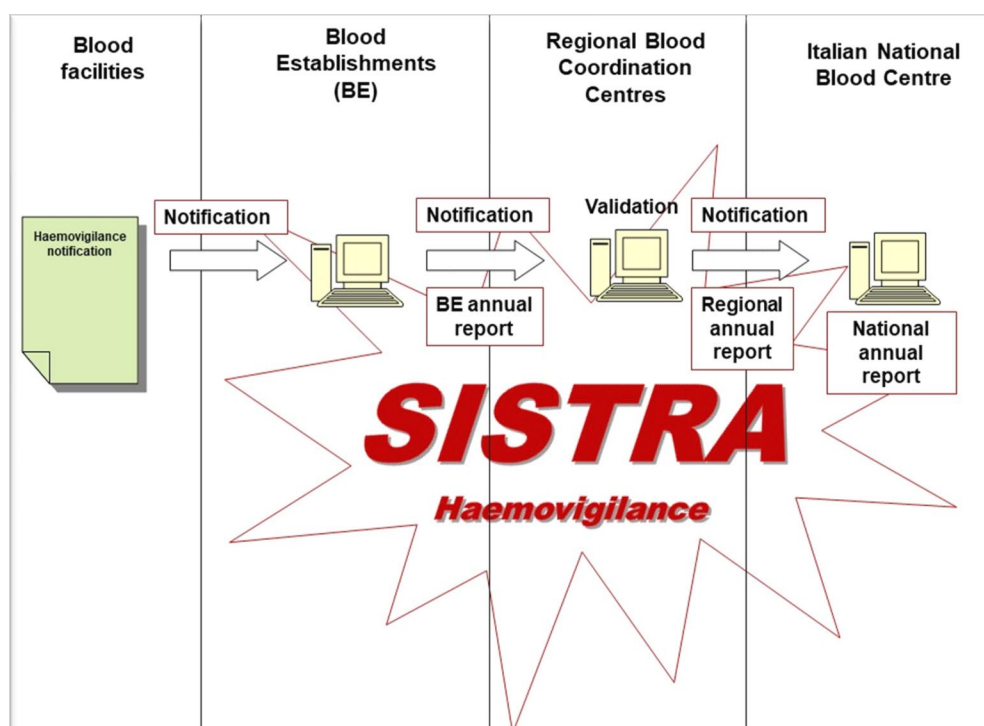 Blood
facilities
Blood
Establishments
(BE)
Regional Blood
Coordination
Centres
Italian National
Blood Centre
Haemovigilance
notification
Notification
Notification
Validation
Notification
BE annual
report
Regional
annual
report
National
annual
report
SISTRA
Haemovigilance